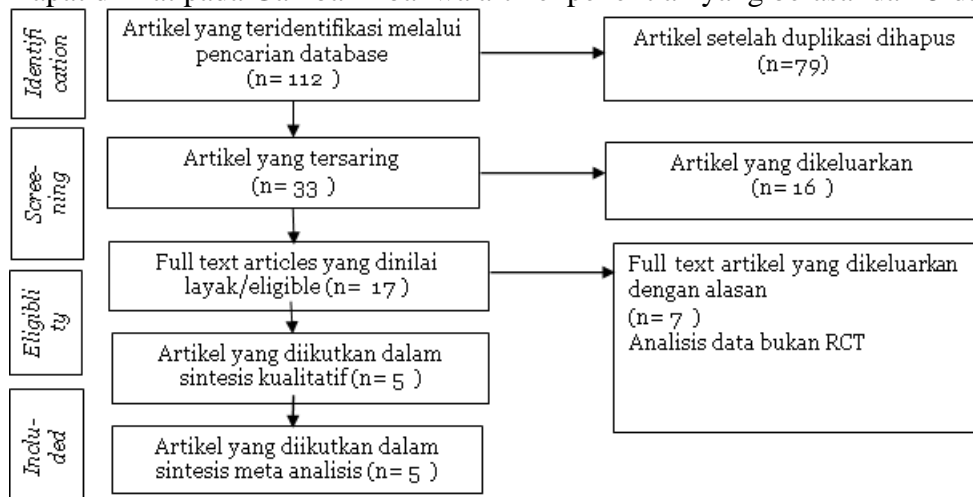 Identifi
cation
Artikel yang teridentifikasi melalui
pencarian database
(n= 112 )
Artikel setelah duplikasi dihapus
(n=79)
Scree-
ning
Artikel yang tersaring
(n= 33 )
Artikel yang dikeluarkan
(n= 16 )
Eligibli
ty
Full text articles yang dinilai
layak/eligible (n= 17 )
Full text artikel yang dikeluarkan
dengan alasan
(n= 7 )
Analisis data bukan RCT
Artikel yang diikutkan dalam
sintesis kualitatif (n= 5 )
Inclu-
ded
Artikel yang diikutkan dalam
sintesis meta analisis (n= 5 )